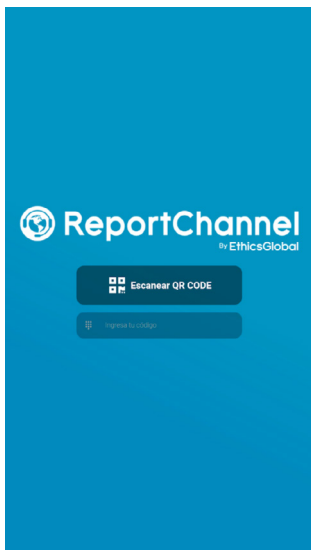 ReportChannel
By EthicsGlobal
Escanear QR CODE
Ingresa tu código